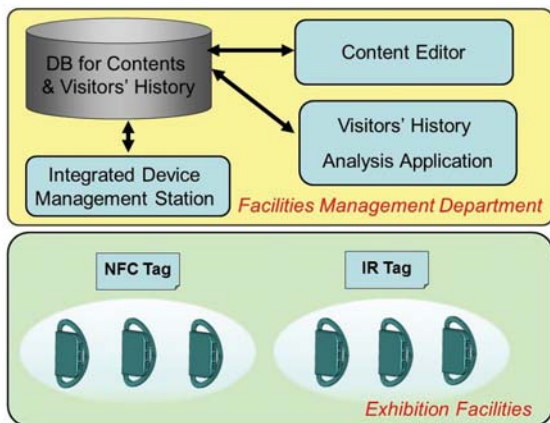 DB for Contents
& Visitors' History
Content Editor
Visitors' History
Analysis Application
Integrated Device
Management Station
Facilities Management Department
NFC Tag
IR Tag
Exhibition Facilities